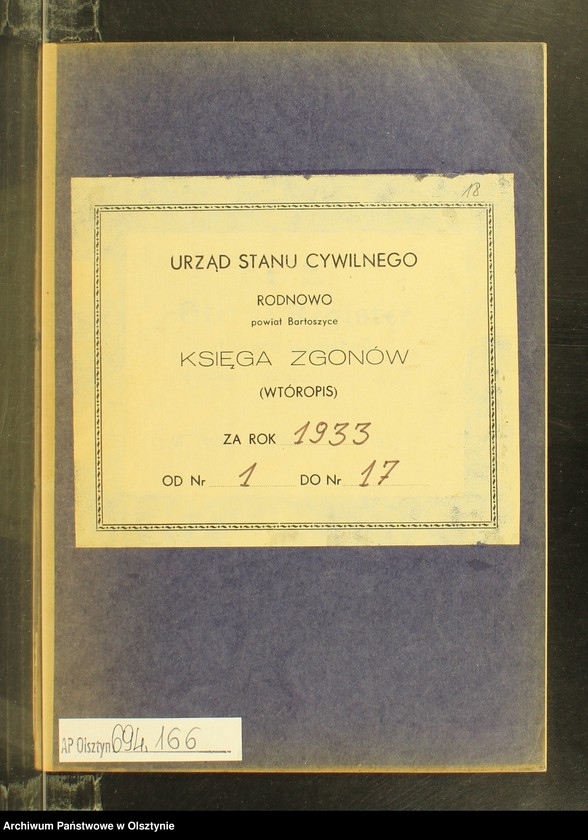 18
URZĄD STANU CYWILNEGO
RODNOWO
powiat Bartoszyce
KSIĘGA ZGONÓW
(WTÓROPIS)
ZA ROK 1933
OD Nr 1 DO Nr 17
AP Olsztyn 694, 166
Archiwum Państwowe w Olsztynie